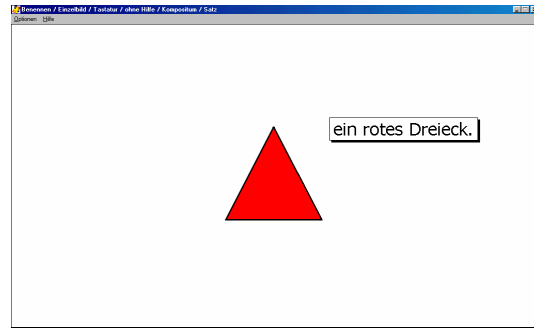 Benennen / Einzelbild / Tastatur / ohne Hilfe / Kompositum / Satz
Optionen Hilfe
ein rotes Dreieck.